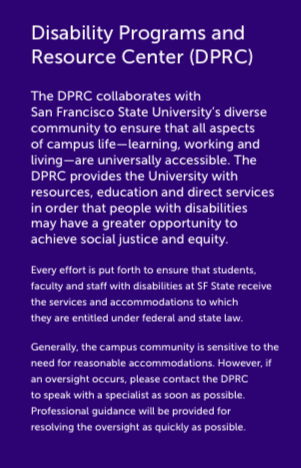 Disability Programs and
Resource Center (DPRC)
The DPRC collaborates with
San Francisco State University's diverse
community to ensure that all aspects
of campus life—learning, working and
living—are universally accessible. The
DPRC provides the University with
resources, education and direct services
in order that people with disabilities
may have a greater opportunity to
achieve social justice and equity.
Every effort is put forth to ensure that students,
faculty and staff with disabilities at SF State receive
the services and accommodations to which
they are entitled under federal and state law.
Generally, the campus community is sensitive to the
need for reasonable accommodations. However, if
an oversight occurs, please contact the DPRC
to speak with a specialist as soon as possible.
Professional guidance will be provided for
resolving the oversight as quickly as possible.